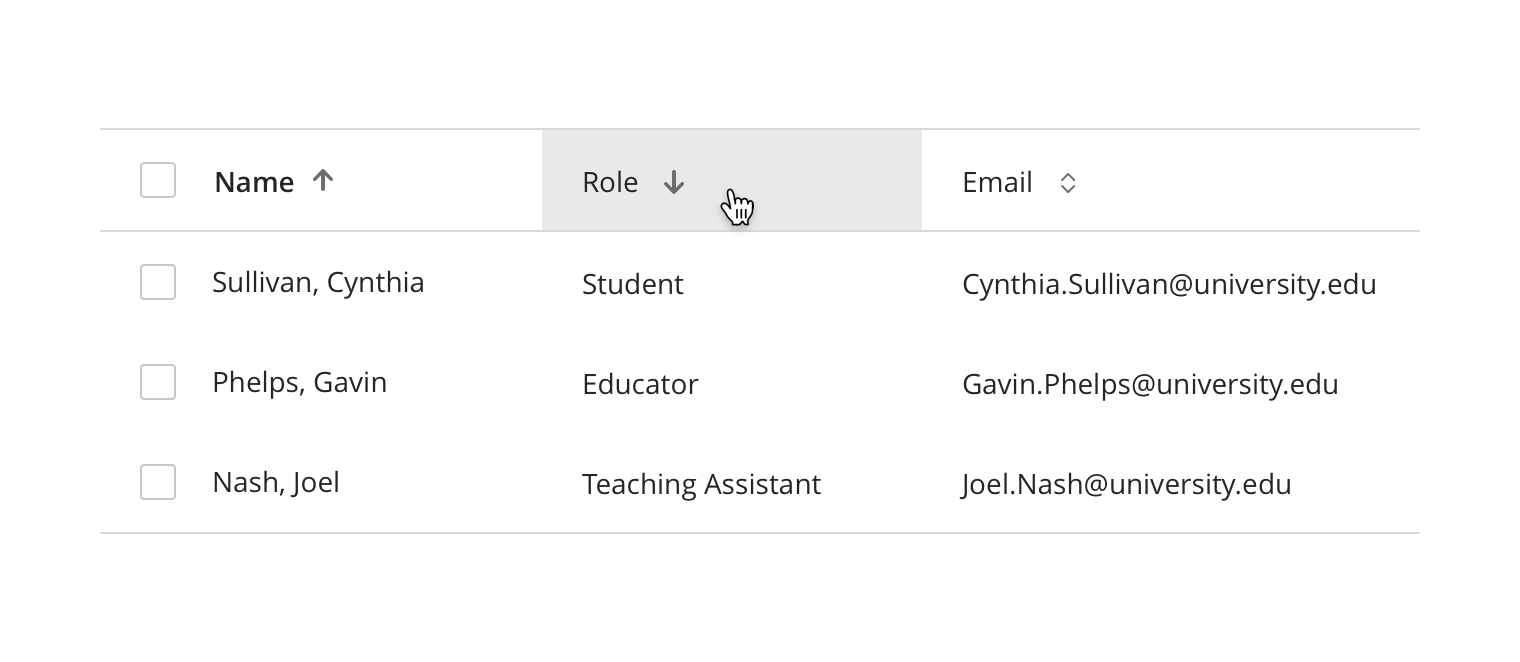 Name Role Email
Sullivan, Cynthia Student Cynthia.Sullivan@university.edu
Phelps, Gavin Educator Gavin.Phelps@university.edu
Nash, Joel Teaching Assistant Joel.Nash@university.edu